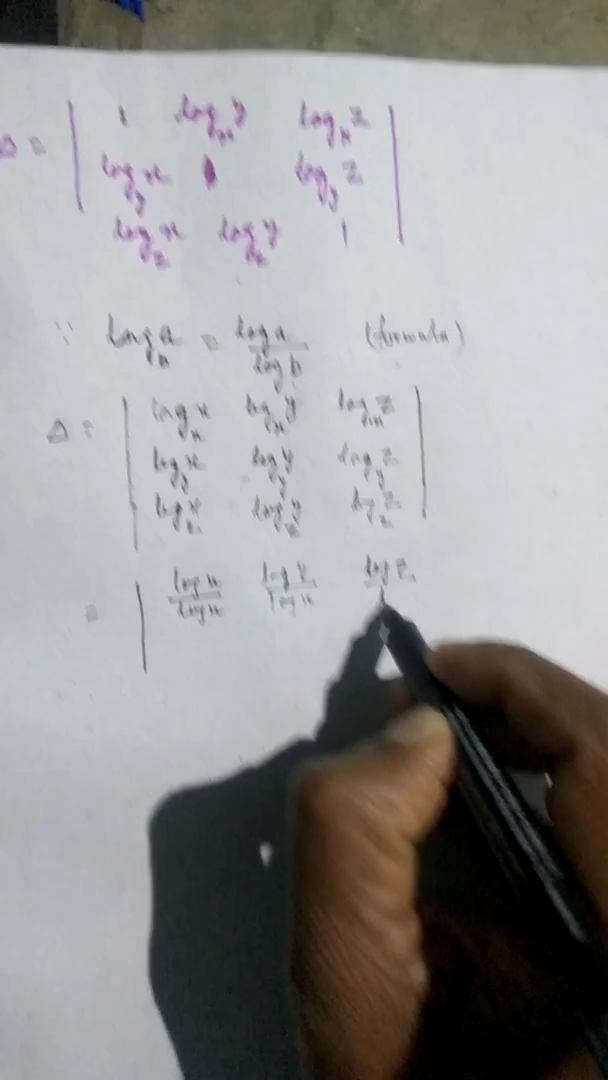 Δ = | 1 log_x y log_x z |
| log_y x 1 log_y z |
| log_z x log_z y 1 |
∵ log_b a = log a / log b (formula)
Δ = | log_x x log_x y log_x z |
| log_y x log_y y log_y z |
| log_z x log_z y log_z z |
= | log x / log x log y / log x log z /